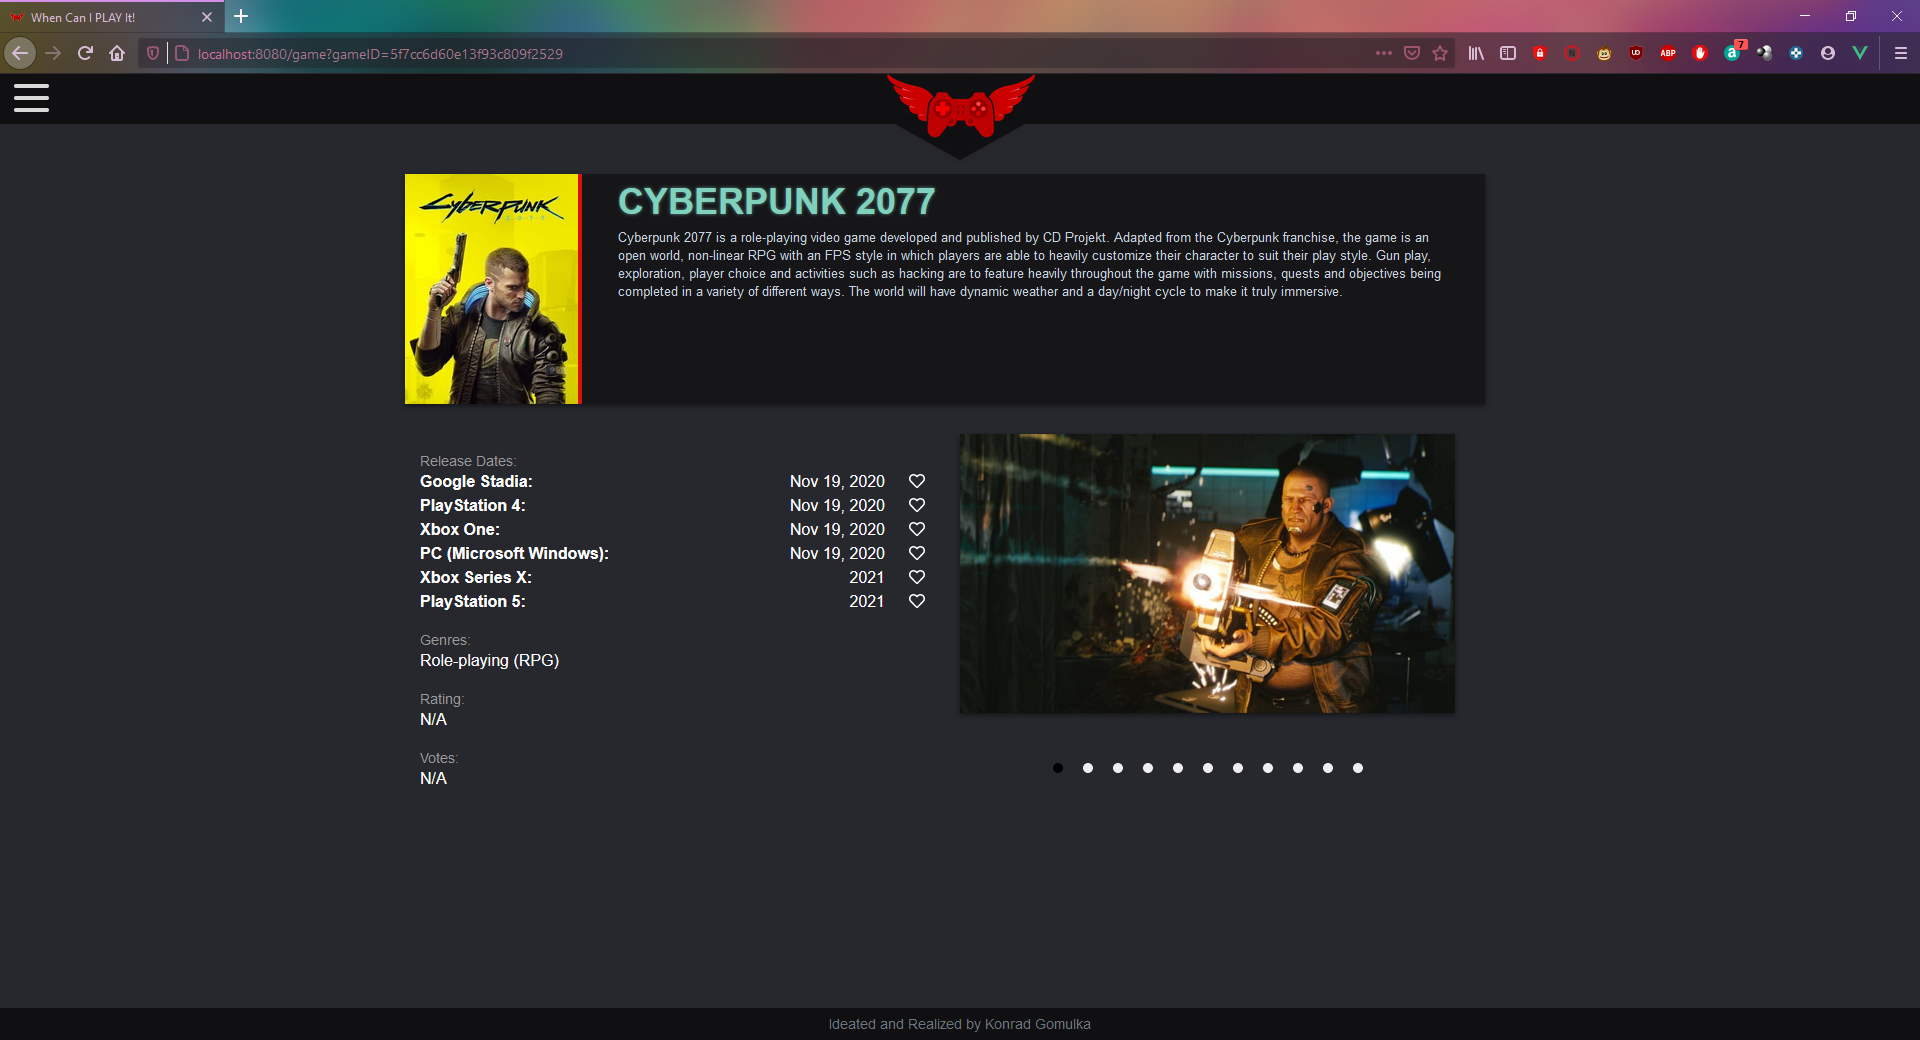 When Can I PLAY It!
localhost:8080/game?gameID=5f7cc6d60e13f93c809f2529
ABP
7
a
Cyberpunk
2077
CYBERPUNK 2077
Cyberpunk 2077 is a role-playing video game developed and published by CD Projekt. Adapted from the Cyberpunk franchise, the game is an
open world, non-linear RPG with an FPS style in which players are able to heavily customize their character to suit their play style. Gun play,
exploration, player choice and activities such as hacking are to feature heavily throughout the game with missions, quests and objectives being
completed in a variety of different ways. The world will have dynamic weather and a day/night cycle to make it truly immersive.
Release Dates:
Google Stadia: Nov 19, 2020
PlayStation 4: Nov 19, 2020
Xbox One: Nov 19, 2020
PC (Microsoft Windows): Nov 19, 2020
Xbox Series X: 2021
PlayStation 5: 2021
Genres:
Role-playing (RPG)
Rating:
N/A
Votes:
N/A
Ideated and Realized by Konrad Gomulka